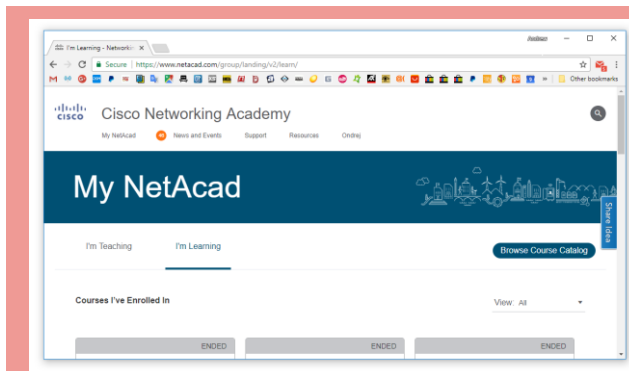 I'm Learning - Networkin
Secure | https://www.netacad.com/group/landing/v2/learn/
Other bookmarks
CISCO
Cisco Networking Academy
My NetAcad
News and Events
Support
Resources
Ondrej
My NetAcad
Share Idea
I'm Teaching
I'm Learning
Browse Course Catalog
Courses I've Enrolled In
View: All
ENDED
ENDED
ENDED